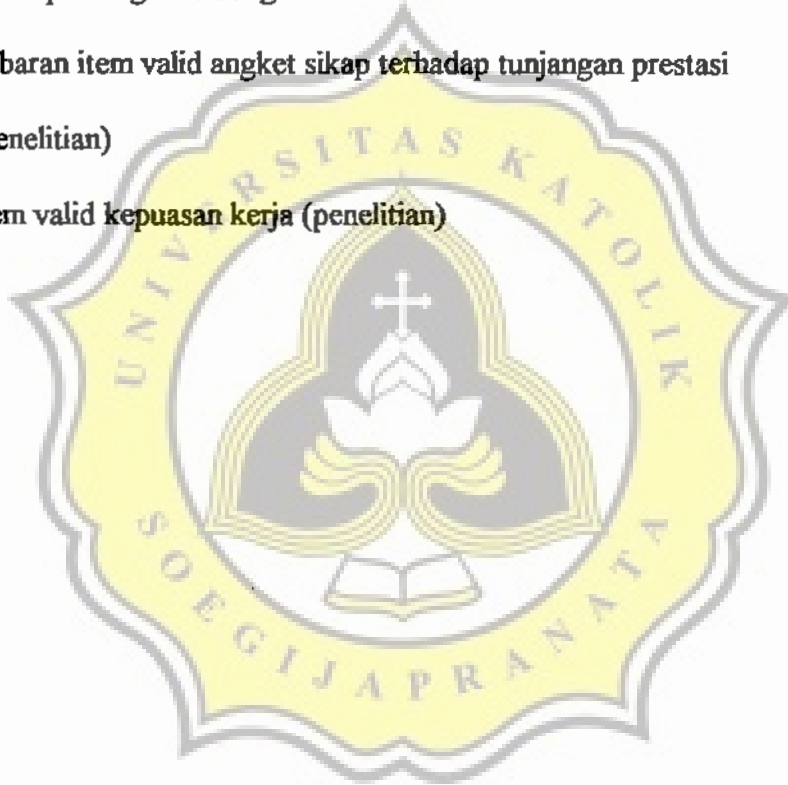 baran item valid angket sikap terhadap tunjangan prestasi
enelitian)
em valid kepuasan kerja (penelitian)
UNIVERSITAS KATOLIK
SOEGIJAPRANATA